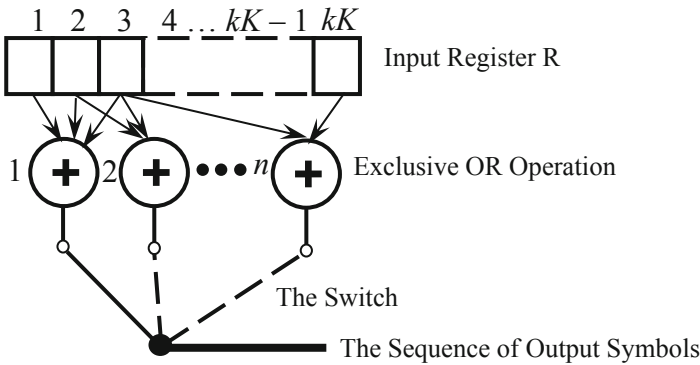 1 2 3 4 ... kK – 1 kK
Input Register R
1 + 2 + ••• n + Exclusive OR Operation
The Switch
The Sequence of Output Symbols